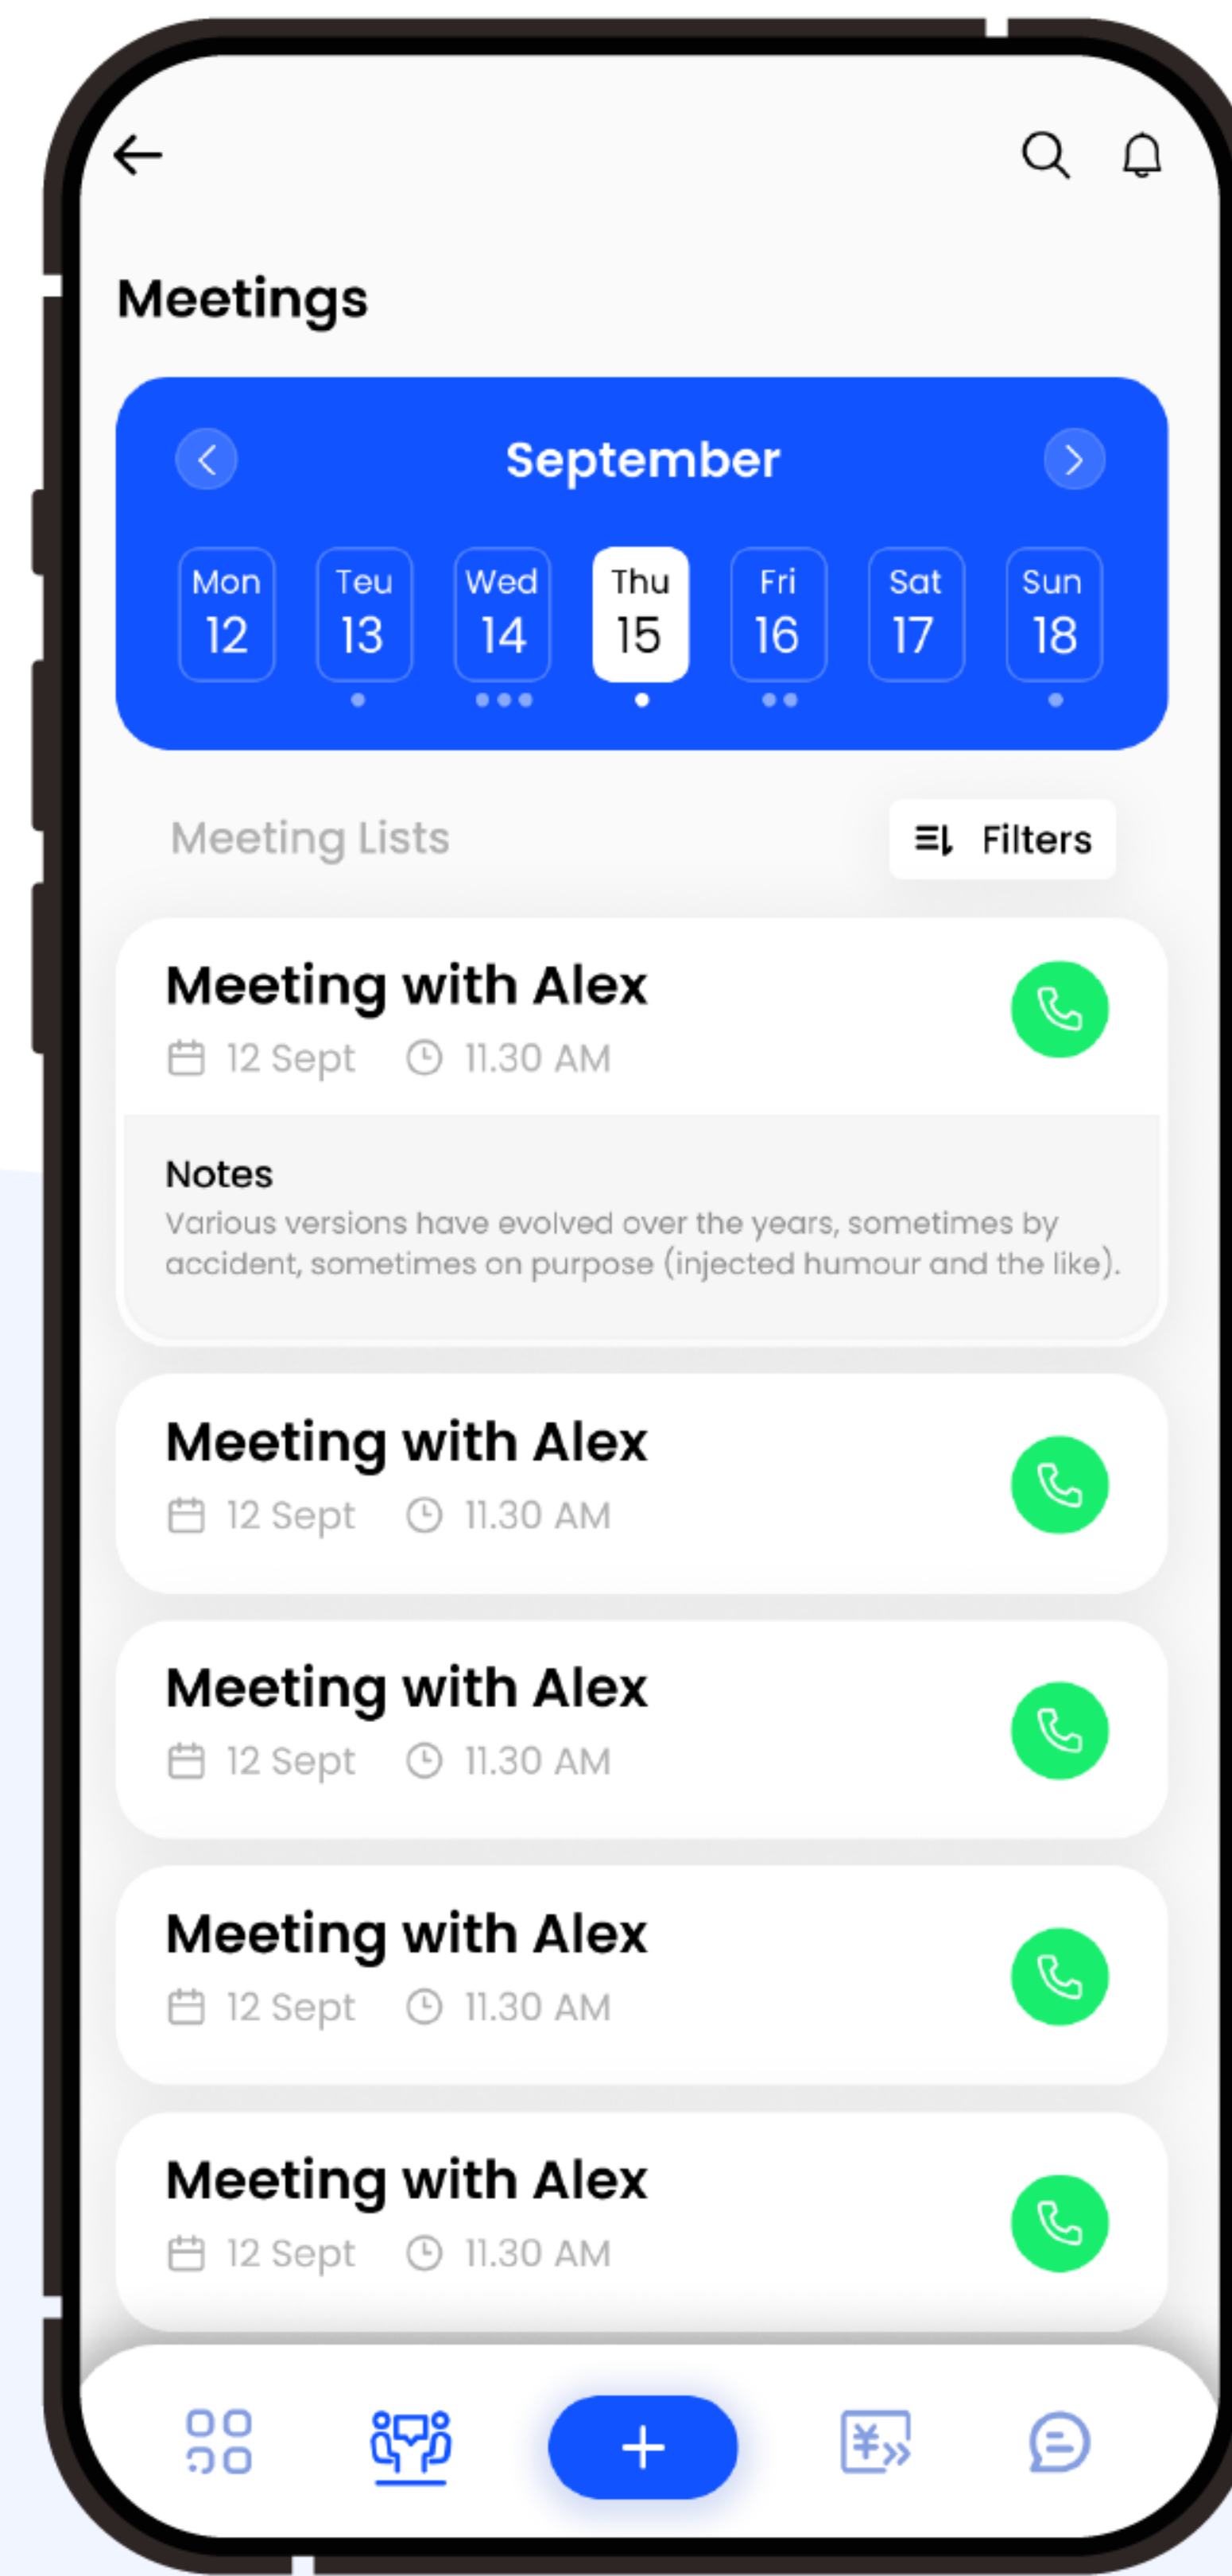 Meetings
September
Mon Teu Wed Thu Fri Sat Sun
12 13 14 15 16 17 18
Meeting Lists
Filters
Meeting with Alex
12 Sept 11.30 AM
Notes
Various versions have evolved over the years, sometimes by
accident, sometimes on purpose (injected humour and the like).
Meeting with Alex
12 Sept 11.30 AM
Meeting with Alex
12 Sept 11.30 AM
Meeting with Alex
12 Sept 11.30 AM
Meeting with Alex
12 Sept 11.30 AM